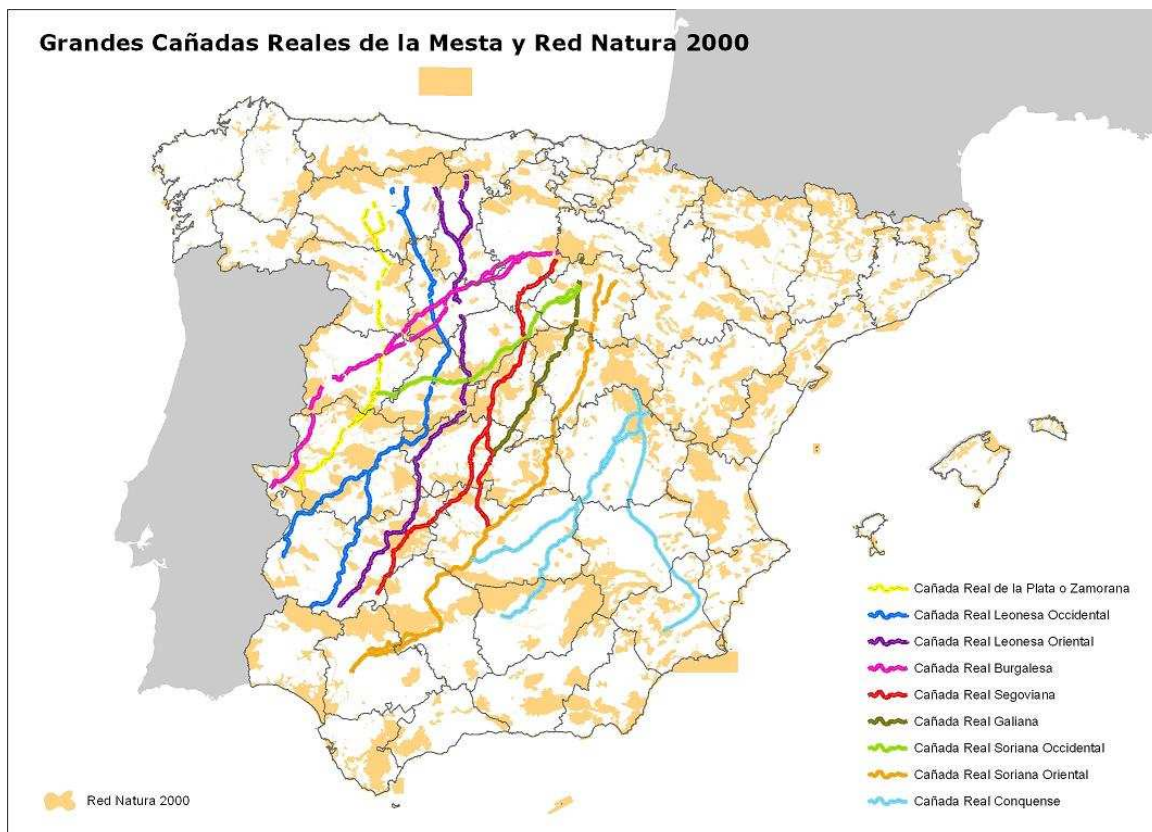 Grandes Cañadas Reales de la Mesta y Red Natura 2000
Cañada Real de la Plata o Zamorana
Cañada Real Leonesa Occidental
Cañada Real Leonesa Oriental
Cañada Real Burgalesa
Cañada Real Segoviana
Cañada Real Galiana
Cañada Real Soriana Occidental
Cañada Real Soriana Oriental
Cañada Real Conquense
Red Natura 2000